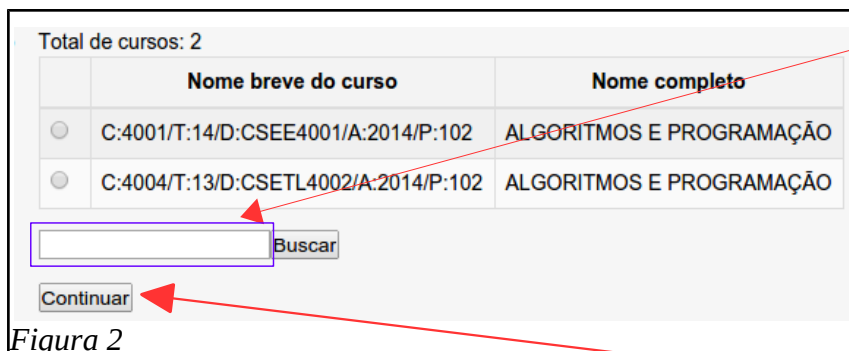 Total de cursos: 2
Nome breve do curso Nome completo
C:4001/T:14/D:CSEE4001/A:2014/P:102 ALGORITMOS E PROGRAMAÇÃO
C:4004/T:13/D:CSETL4002/A:2014/P:102 ALGORITMOS E PROGRAMAÇÃO
Buscar
Continuar
Figura 2